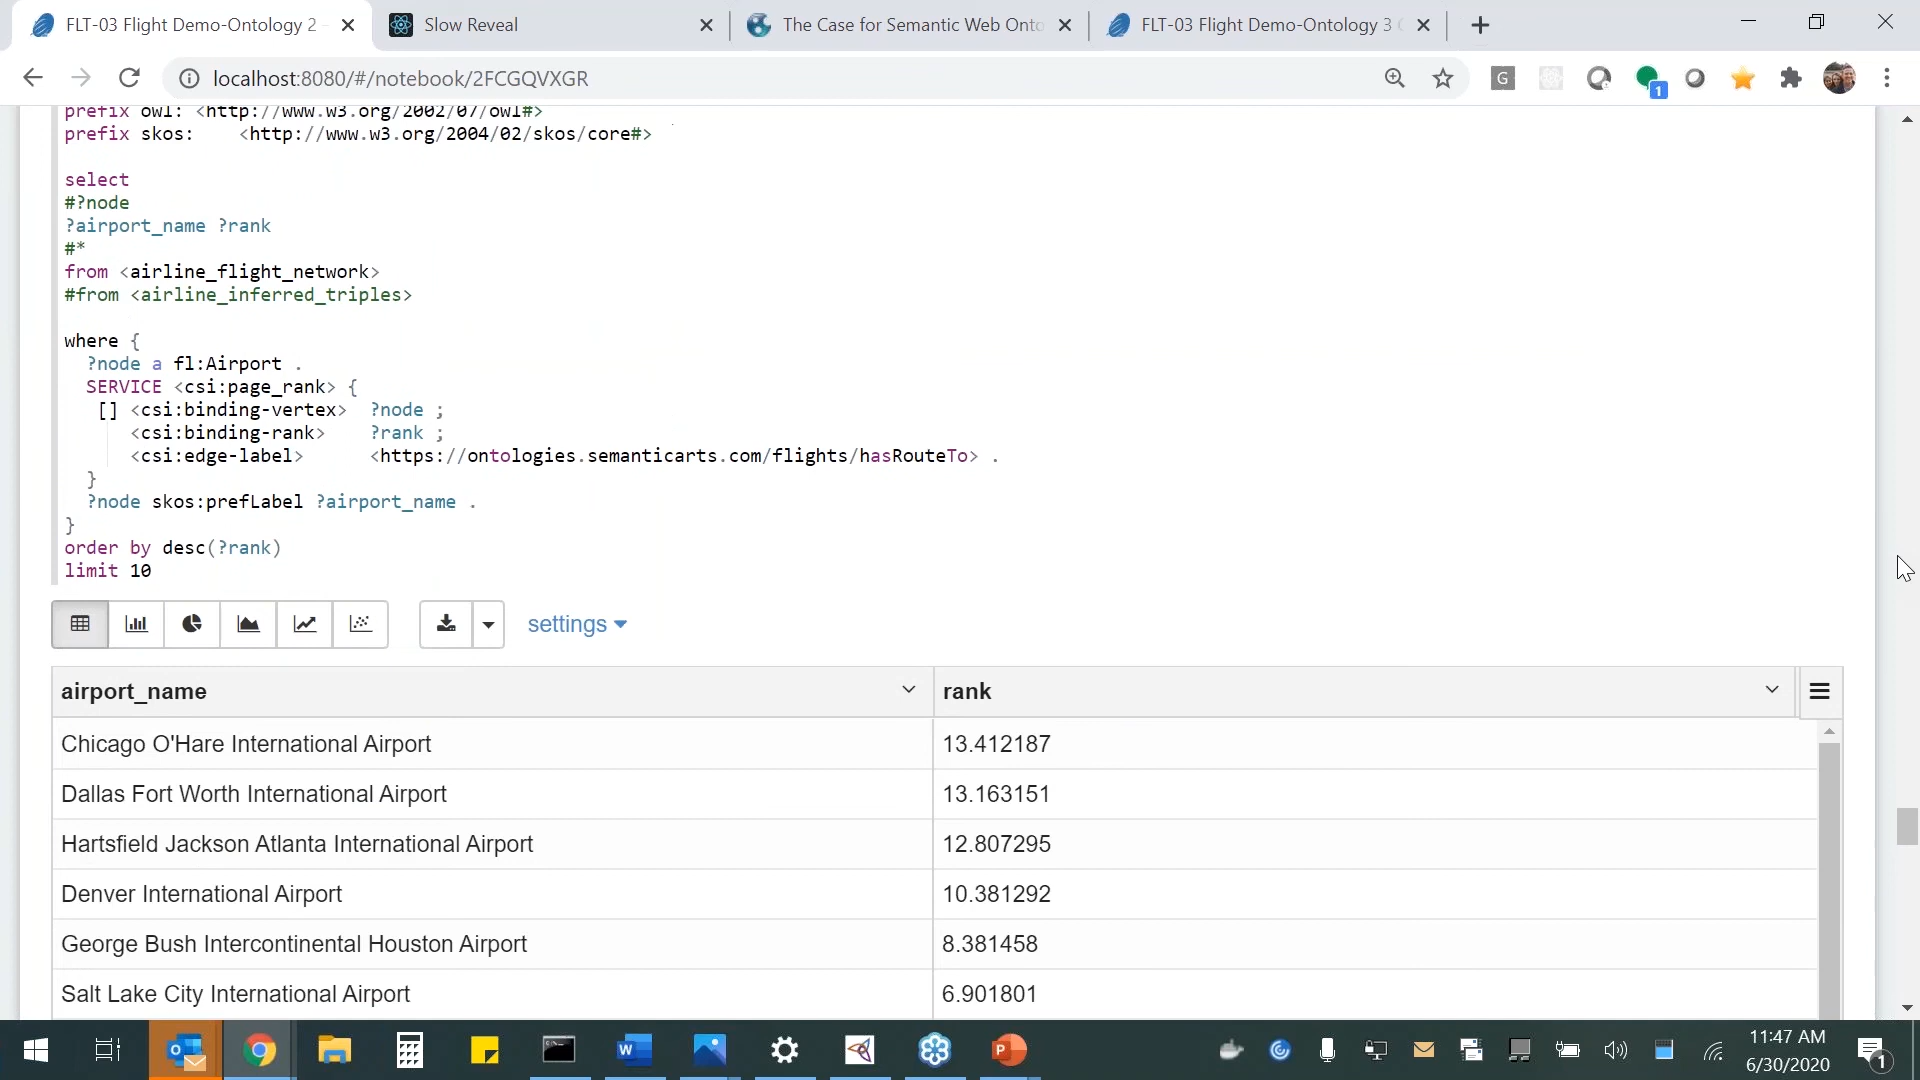 FLT-03 Flight Demo-Ontology 2
Slow Reveal
The Case for Semantic Web Onto
FLT-03 Flight Demo-Ontology 3
localhost:8080/#/notebook/2FCGQVXGR
prefix owl: <http://www.w3.org/2002/07/owl#>
prefix skos: <http://www.w3.org/2004/02/skos/core#>
select
#?node
?airport_name ?rank
#*
from <airline_flight_network>
#from <airline_inferred_triples>
where {
?node a fl:Airport .
SERVICE <csi:page_rank> {
[] <csi:binding-vertex> ?node ;
<csi:binding-rank> ?rank ;
<csi:edge-label> <https://ontologies.semanticarts.com/flights/hasRouteTo> .
}
?node skos:prefLabel ?airport_name .
}
order by desc(?rank)
limit 10
settings
airport_name rank
Chicago O'Hare International Airport 13.412187
Dallas Fort Worth International Airport 13.163151
Hartsfield Jackson Atlanta International Airport 12.807295
Denver International Airport 10.381292
George Bush Intercontinental Houston Airport 8.381458
Salt Lake City International Airport 6.901801
11:47 AM
6/30/2020
1